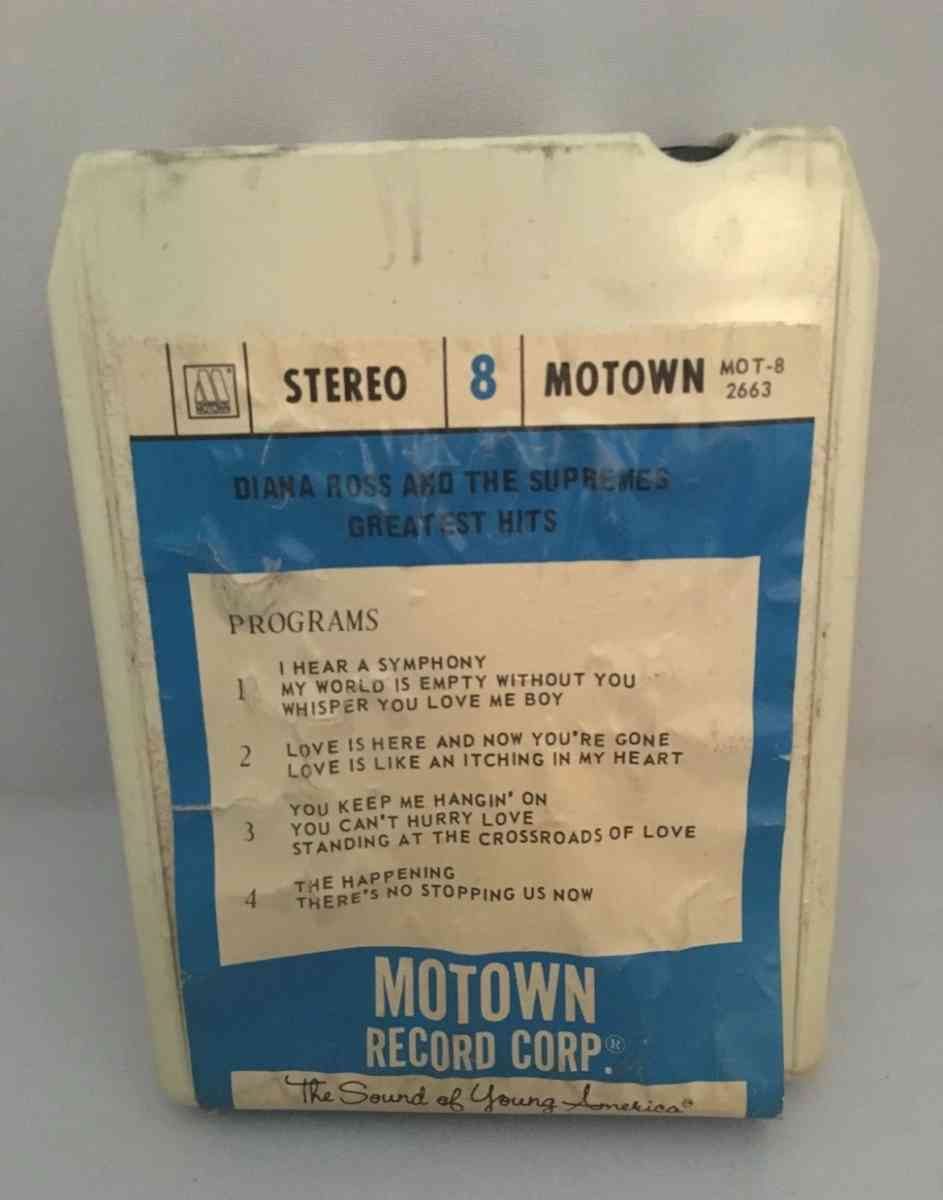 MOTOWN
STEREO 8 MOTOWN MOT-8
2663
DIANA ROSS AND THE SUPREMES
GREATEST HITS
PROGRAMS
1 I HEAR A SYMPHONY
MY WORLD IS EMPTY WITHOUT YOU
WHISPER YOU LOVE ME BOY
2 LOVE IS HERE AND NOW YOU'RE GONE
LOVE IS LIKE AN ITCHING IN MY HEART
3 YOU KEEP ME HANGIN' ON
YOU CAN'T HURRY LOVE
STANDING AT THE CROSSROADS OF LOVE
4 THE HAPPENING
THERE'S NO STOPPING US NOW
MOTOWN
RECORD CORP.®
The Sound of Young America®